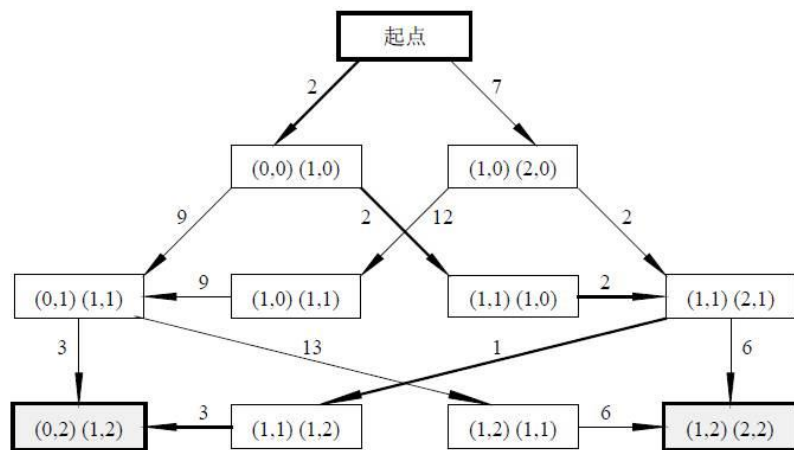 起点
2 7
(0,0) (1,0) (1,0) (2,0)
9 2 12 2
(0,1) (1,1) 9 (1,0) (1,1) (1,1) (1,0) 2 (1,1) (2,1)
3 13 1 6
(0,2) (1,2) 3 (1,1) (1,2) (1,2) (1,1) 6 (1,2) (2,2)